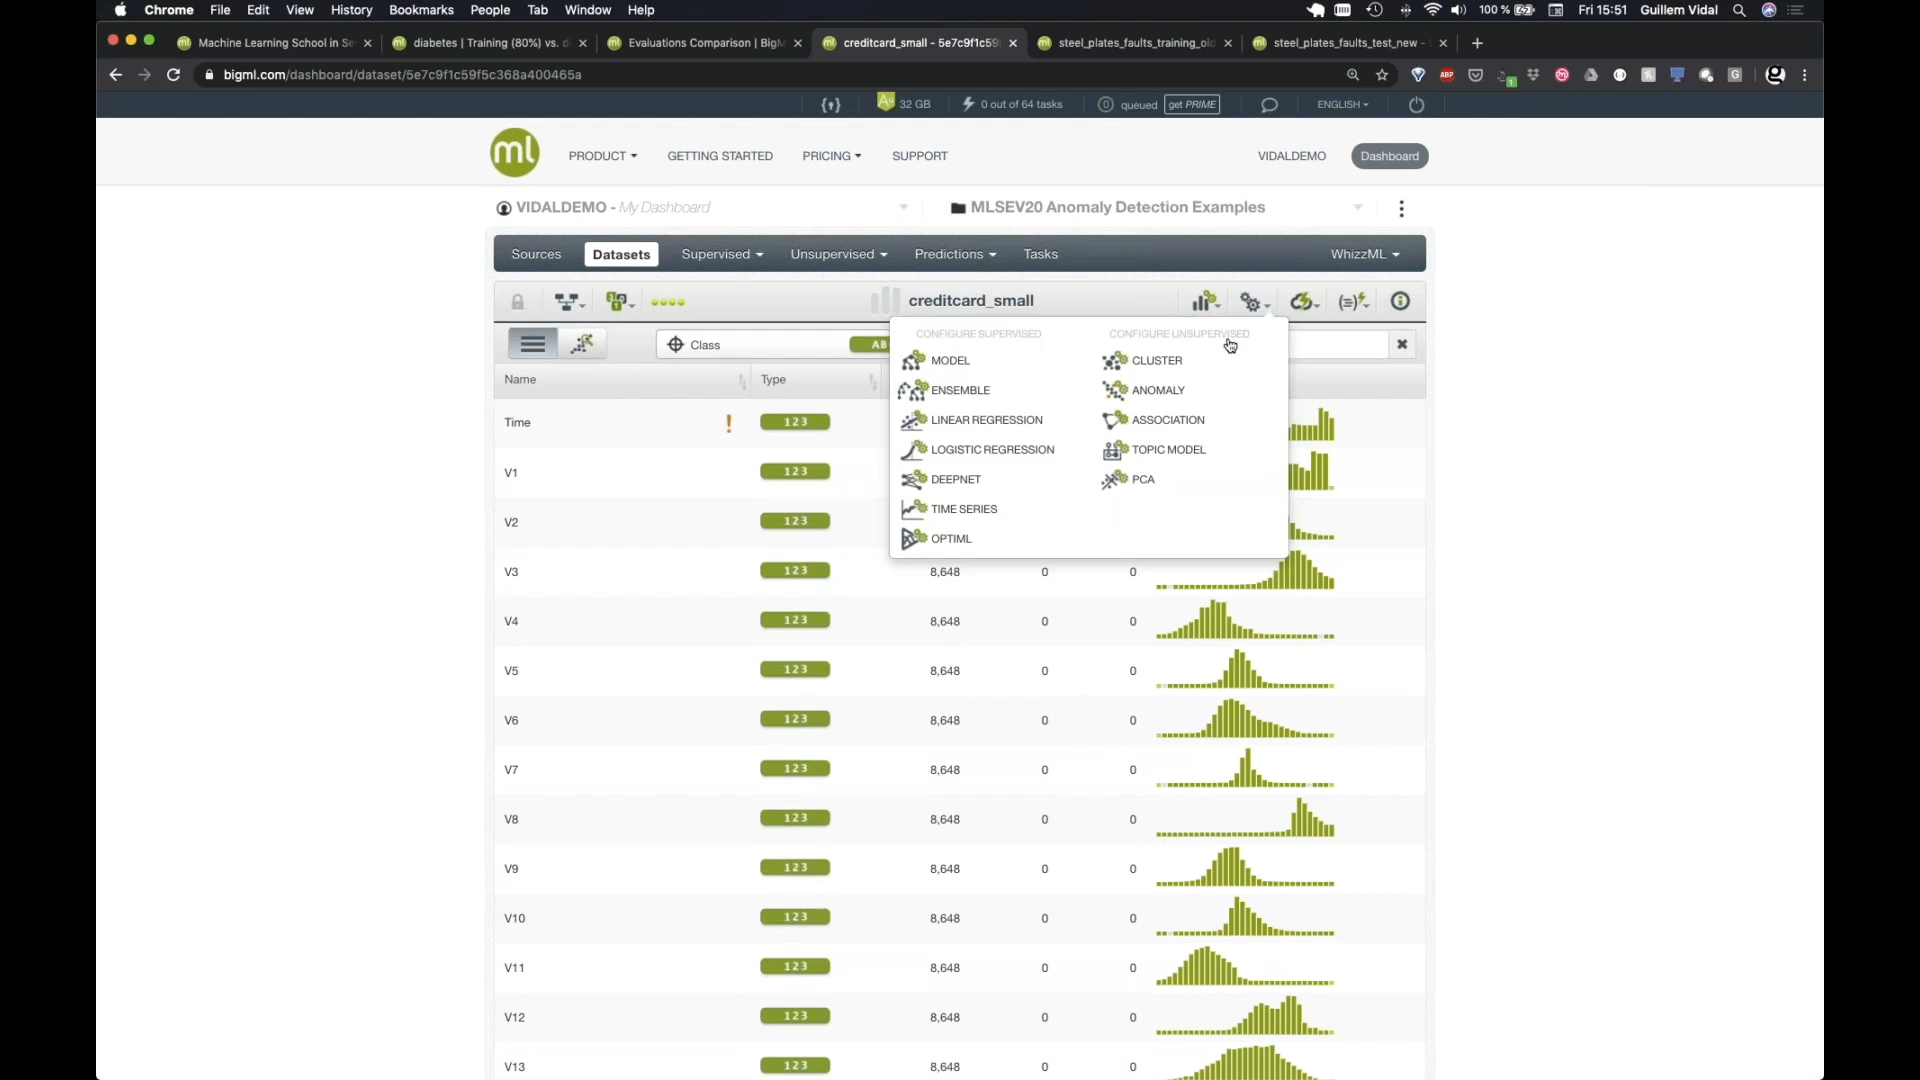 Chrome File Edit View History Bookmarks People Tab Window Help 100 % Fri 15:51 Guillem Vidal
Machine Learning School in Se diabetes | Training (80%) vs. d Evaluations Comparison | BigM creditcard_small - 5e7c9f1c59f steel_plates_faults_training_old steel_plates_faults_test_new -
bigml.com/dashboard/dataset/5e7c9f1c59f5c368a400465a
32 GB 0 out of 64 tasks 0 queued get PRIME ENGLISH
ml PRODUCT GETTING STARTED PRICING SUPPORT VIDALDEMO Dashboard
VIDALDEMO - My Dashboard MLSEV20 Anomaly Detection Examples
Sources Datasets Supervised Unsupervised Predictions Tasks WhizzML
creditcard_small
CONFIGURE SUPERVISED CONFIGURE UNSUPERVISED
Class AB
MODEL CLUSTER
Name Type
ENSEMBLE ANOMALY
Time ! 123
LINEAR REGRESSION ASSOCIATION
LOGISTIC REGRESSION TOPIC MODEL
V1 123
DEEPNET PCA
TIME SERIES
V2 123
OPTIML
V3 123 8,648 0 0
V4 123 8,648 0 0
V5 123 8,648 0 0
V6 123 8,648 0 0
V7 123 8,648 0 0
V8 123 8,648 0 0
V9 123 8,648 0 0
V10 123 8,648 0 0
V11 123 8,648 0 0
V12 123 8,648 0 0
V13 123 8,648 0 0